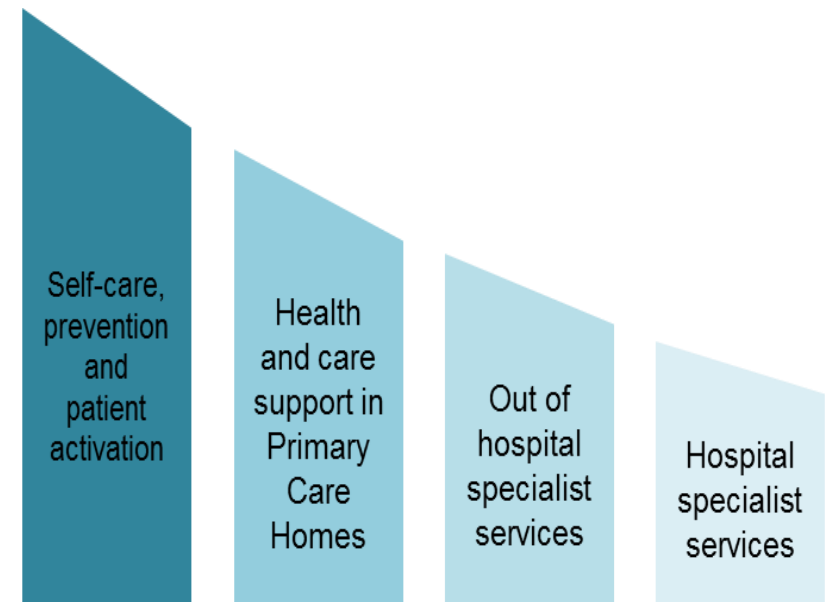 Self-care,
prevention
and
patient
activation
Health
and care
support in
Primary
Care
Homes
Out of
hospital
specialist
services
Hospital
specialist
services